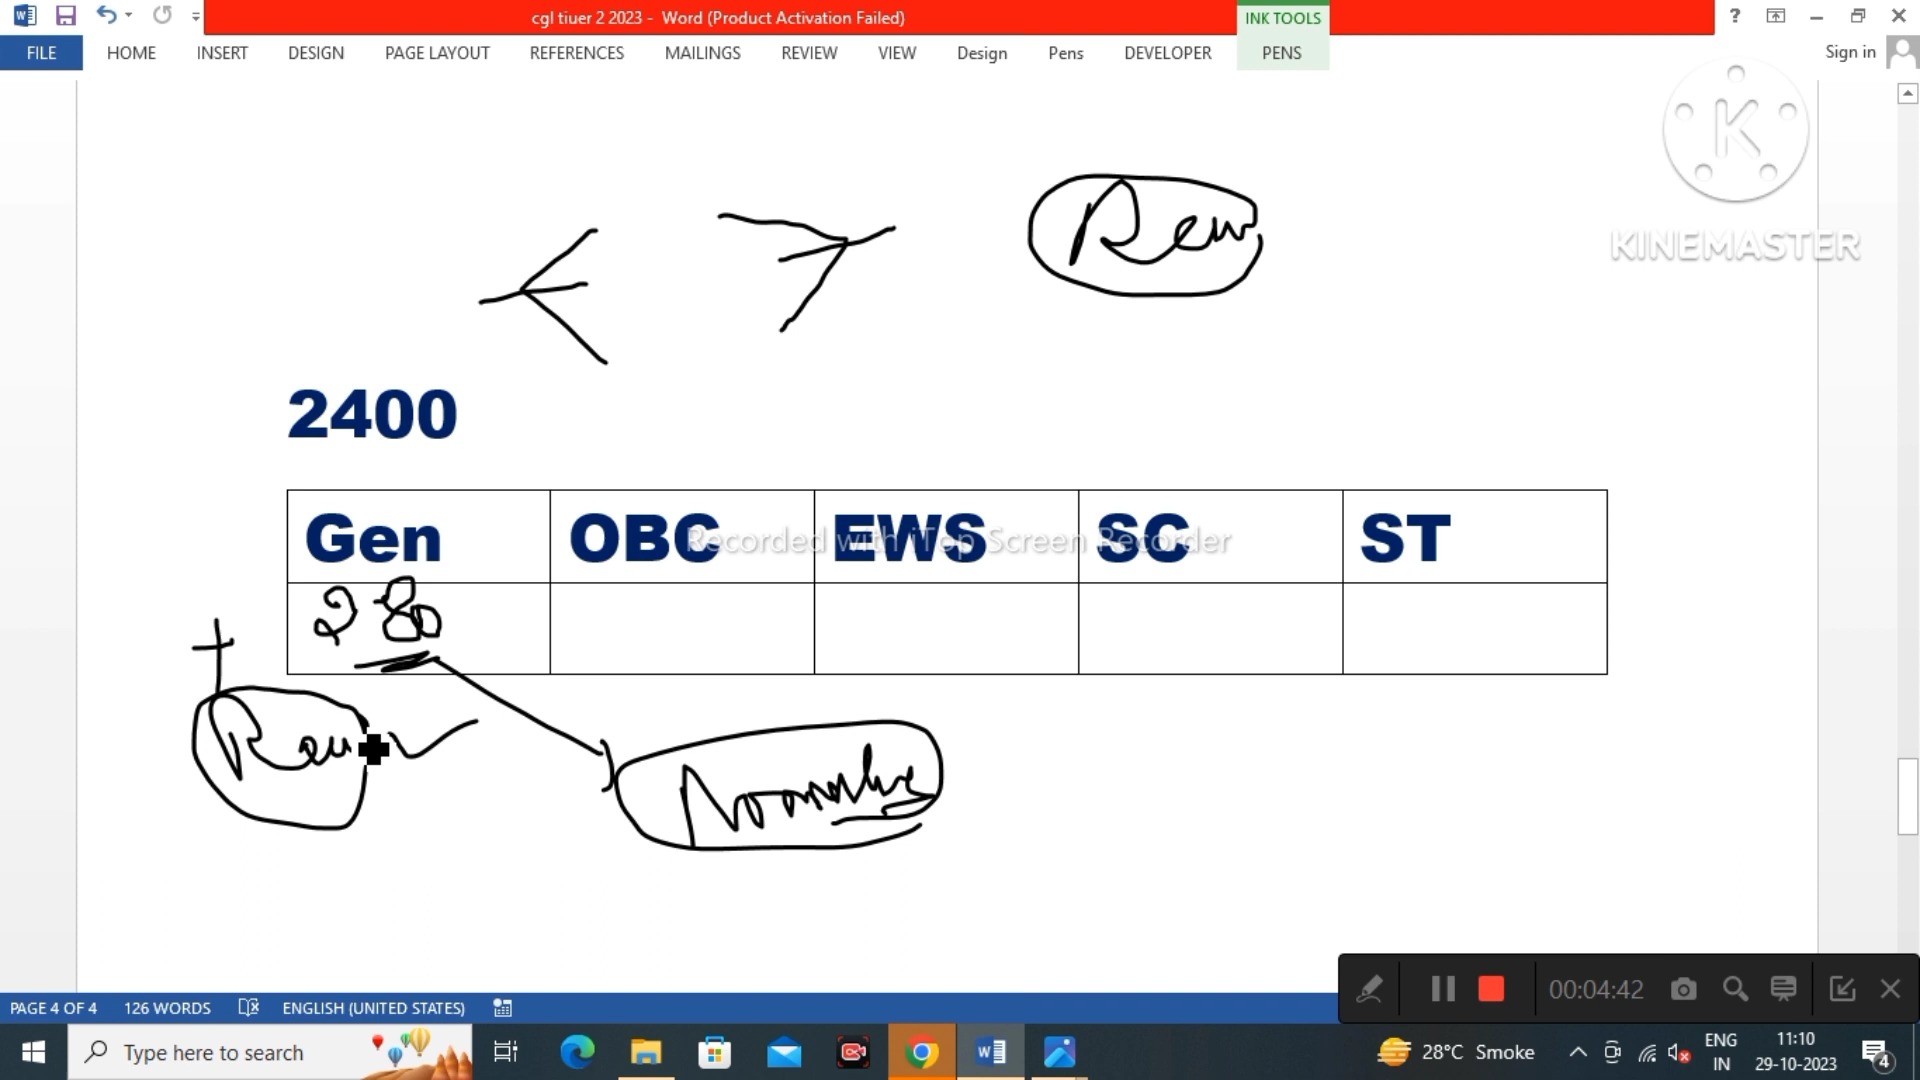 cgl tiuer 2 2023 - Word (Product Activation Failed)
INK TOOLS
?
FILE HOME INSERT DESIGN PAGE LAYOUT REFERENCES MAILINGS REVIEW VIEW Design Pens DEVELOPER PENS Sign in
K
KINEMASTER
2400
Gen OBC EWS SC ST
Recorded with iTop Screen Recorder
280
+
00:04:42
PAGE 4 OF 4 126 WORDS ENGLISH (UNITED STATES)
Type here to search
28°C Smoke
ENG
IN
11:10
29-10-2023
4